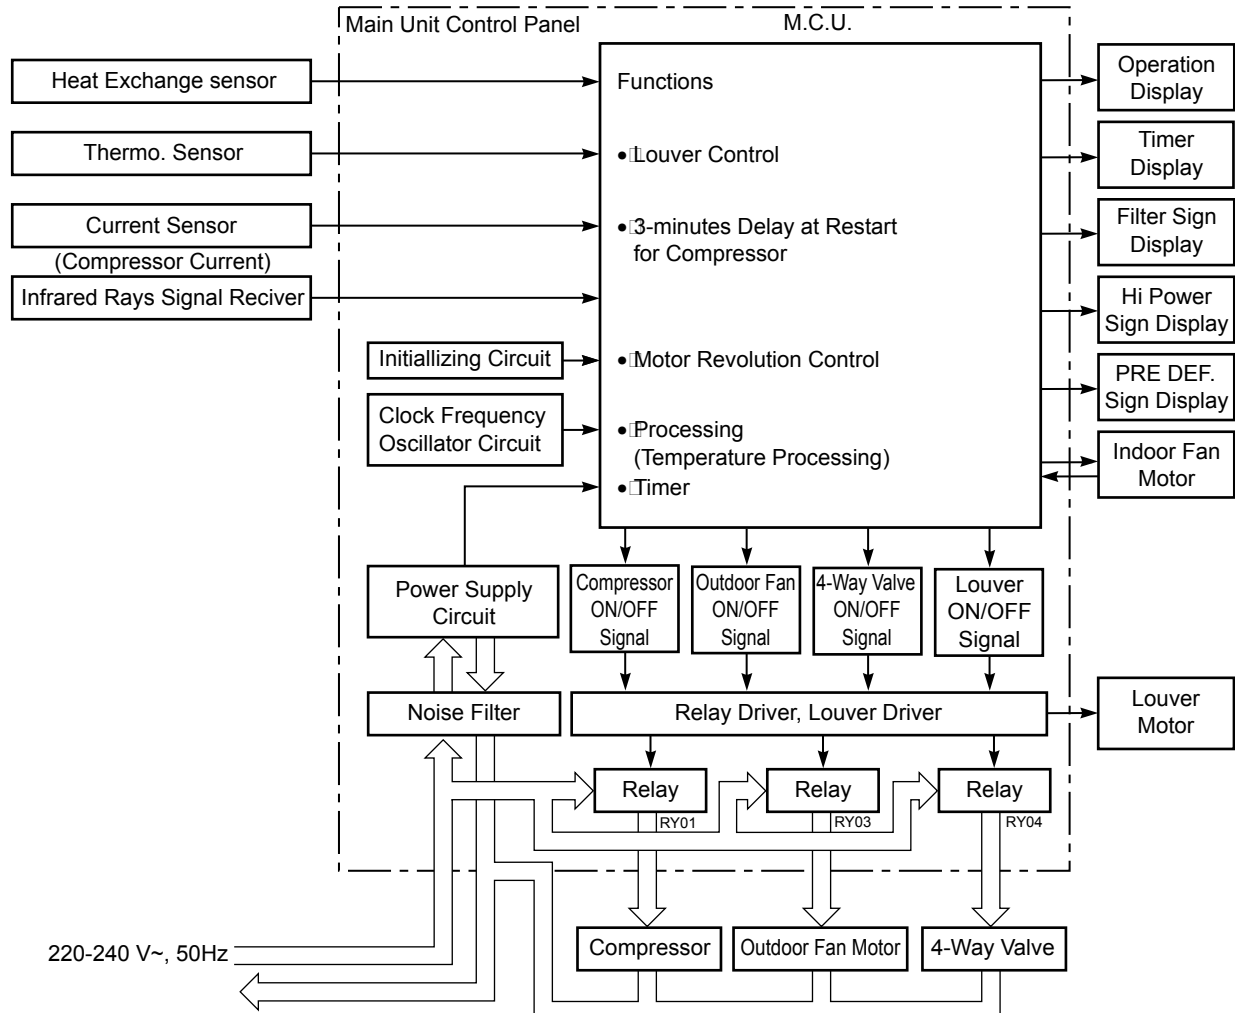 Main Unit Control Panel
M.C.U.
Heat Exchange sensor
Thermo. Sensor
Current Sensor
(Compressor Current)
Infrared Rays Signal Reciver
Initiallizing Circuit
Clock Frequency
Oscillator Circuit
Power Supply
Circuit
Noise Filter
220-240 V~, 50Hz
Functions
• Louver Control
• 3-minutes Delay at Restart
for Compressor
• Motor Revolution Control
• Processing
(Temperature Processing)
• Timer
Operation
Display
Timer
Display
Filter Sign
Display
Hi Power
Sign Display
PRE DEF.
Sign Display
Indoor Fan
Motor
Compressor
ON/OFF
Signal
Outdoor Fan
ON/OFF
Signal
4-Way Valve
ON/OFF
Signal
Louver
ON/OFF
Signal
Relay Driver, Louver Driver
Louver
Motor
Relay
RY01
Relay
RY03
Relay
RY04
Compressor
Outdoor Fan Motor
4-Way Valve